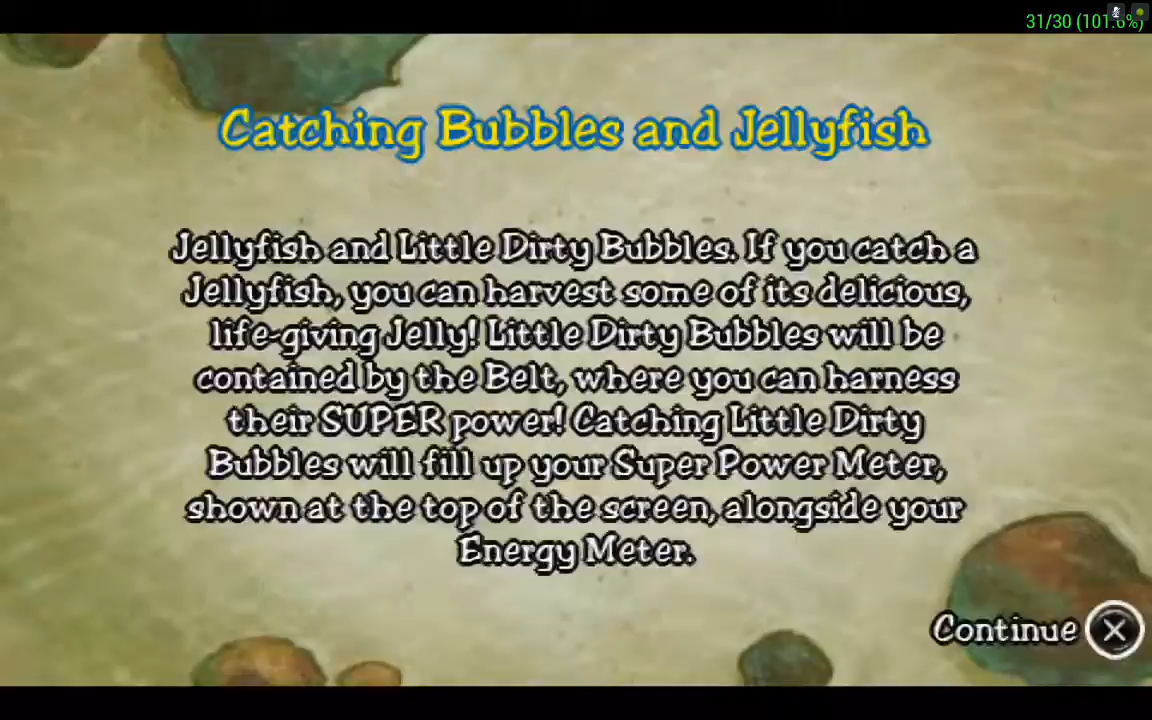 31/30 (101.6%)
Catching Bubbles and Jellyfish
Jellyfish and Little Dirty Bubbles. If you catch a
Jellyfish, you can harvest some of its delicious,
life-giving Jelly! Little Dirty Bubbles will be
contained by the Belt, where you can harness
their SUPER power! Catching Little Dirty
Bubbles will fill up your Super Power Meter,
shown at the top of the screen, alongside your
Energy Meter.
Continue